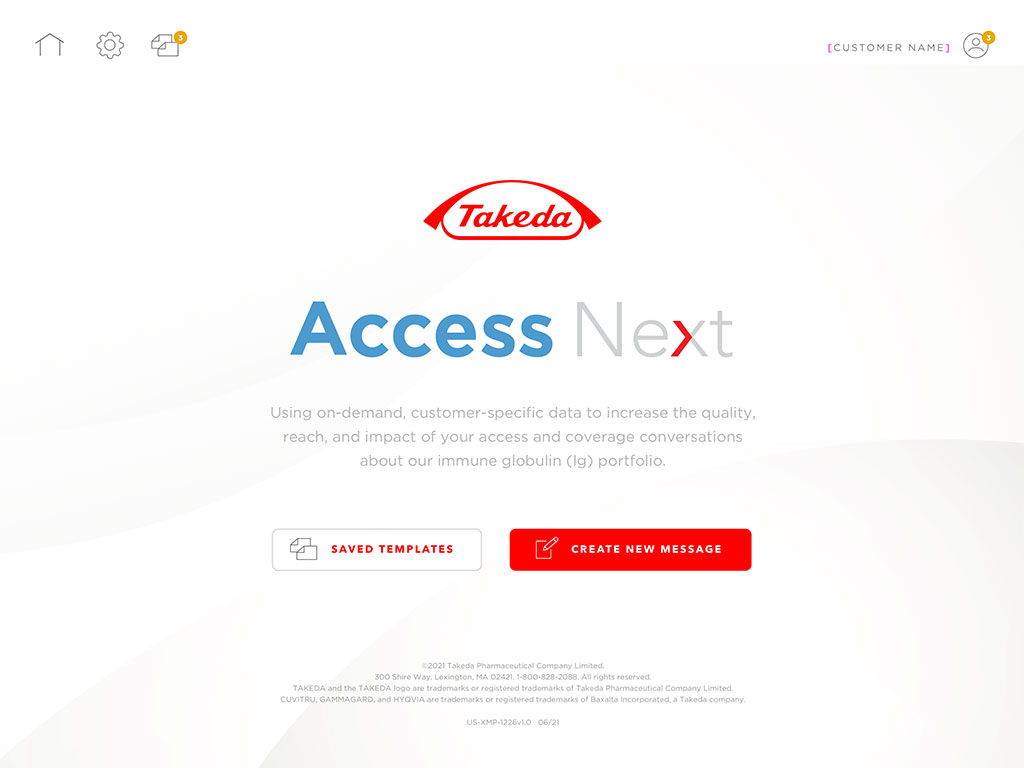 3
[CUSTOMER NAME]
3
Takeda
Access Next
Using on-demand, customer-specific data to increase the quality,
reach, and impact of your access and coverage conversations
about our immune globulin (Ig) portfolio.
SAVED TEMPLATES
CREATE NEW MESSAGE
©2021 Takeda Pharmaceutical Company Limited.
300 Shire Way, Lexington, MA 02421. 1-800-828-2088. All rights reserved.
TAKEDA and the TAKEDA logo are trademarks or registered trademarks of Takeda Pharmaceutical Company Limited.
CUVITRU, GAMMAGARD, and HYQVIA are trademarks or registered trademarks of Baxalta Incorporated, a Takeda company.
US-XMP-1226v1.0 06/21